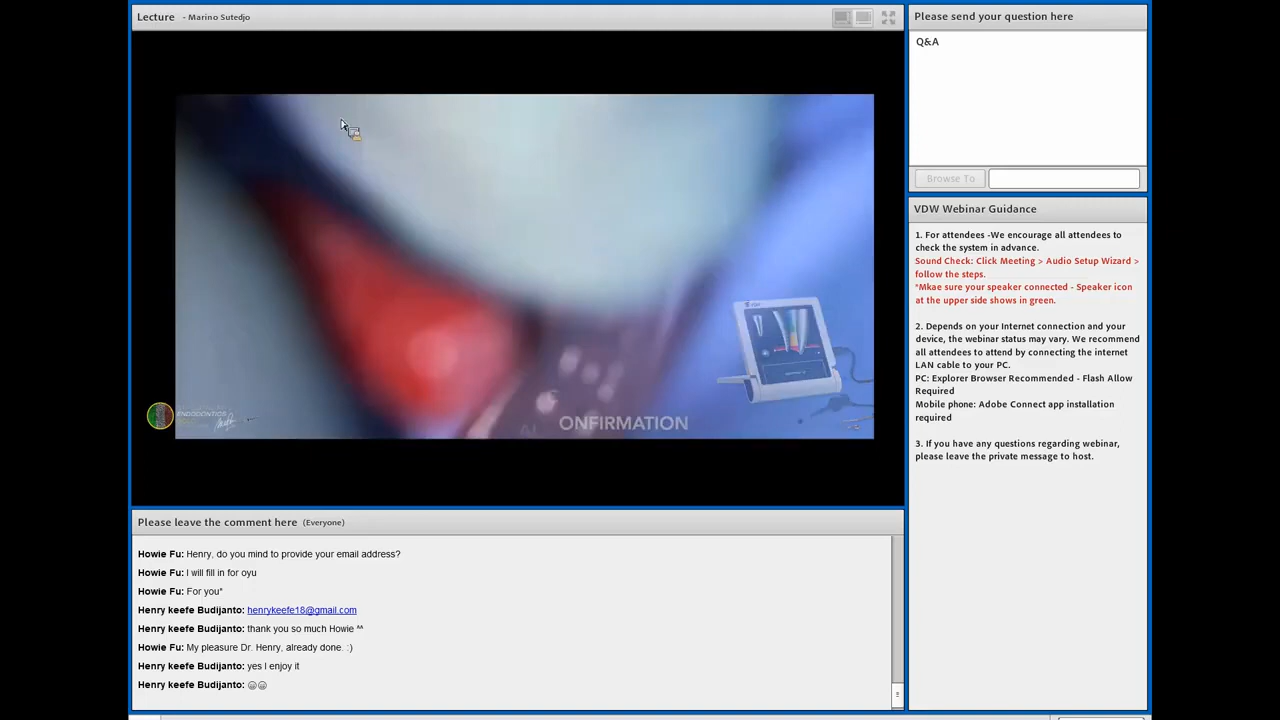 Lecture - Marino Sutedjo
ENDODONTICS
ONFIRMATION
Please leave the comment here (Everyone)
Howie Fu: Henry, do you mind to provide your email address?
Howie Fu: I will fill in for oyu
Howie Fu: For you*
Henry keefe Budijanto: henrykeefe18@gmail.com
Henry keefe Budijanto: thank you so much Howie ^^
Howie Fu: My pleasure Dr. Henry, already done. :)
Henry keefe Budijanto: yes I enjoy it
Henry keefe Budijanto: 😄😄
Please send your question here
Q&A
Browse To
VDW Webinar Guidance
1. For attendees -We encourage all attendees to
check the system in advance.
Sound Check: Click Meeting > Audio Setup Wizard >
follow the steps.
*Mkae sure your speaker connected - Speaker icon
at the upper side shows in green.
2. Depends on your Internet connection and your
device, the webinar status may vary. We recommend
all attendees to attend by connecting the internet
LAN cable to your PC.
PC: Explorer Browser Recommended - Flash Allow
Required
Mobile phone: Adobe Connect app installation
required
3. If you have any questions regarding webinar,
please leave the private message to host.